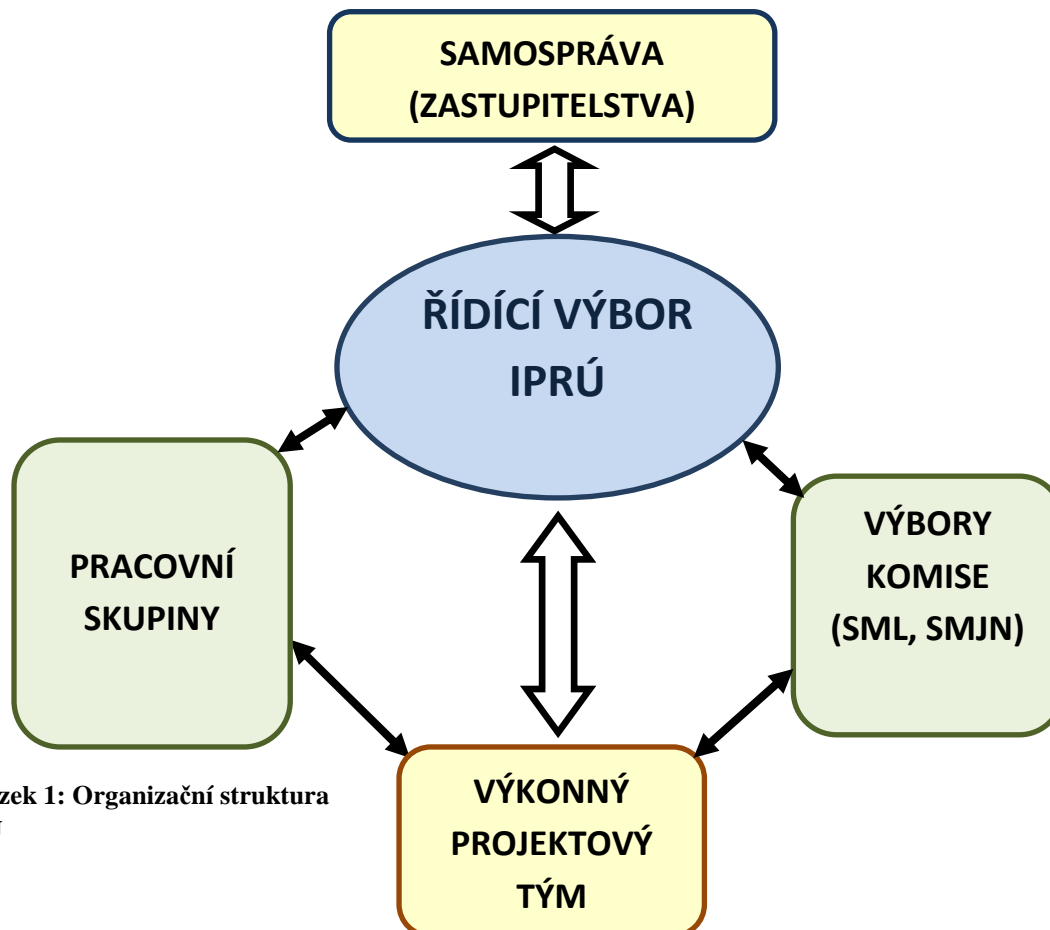 SAMOSPRÁVA
(ZASTUPITELSTVA)
ŘÍDÍCÍ VÝBOR
IPRÚ
PRACOVNÍ
SKUPINY
VÝBORY
KOMISE
(SML, SMJN)
VÝKONNÝ
PROJEKTOVÝ
TÝM
zek 1: Organizační struktura